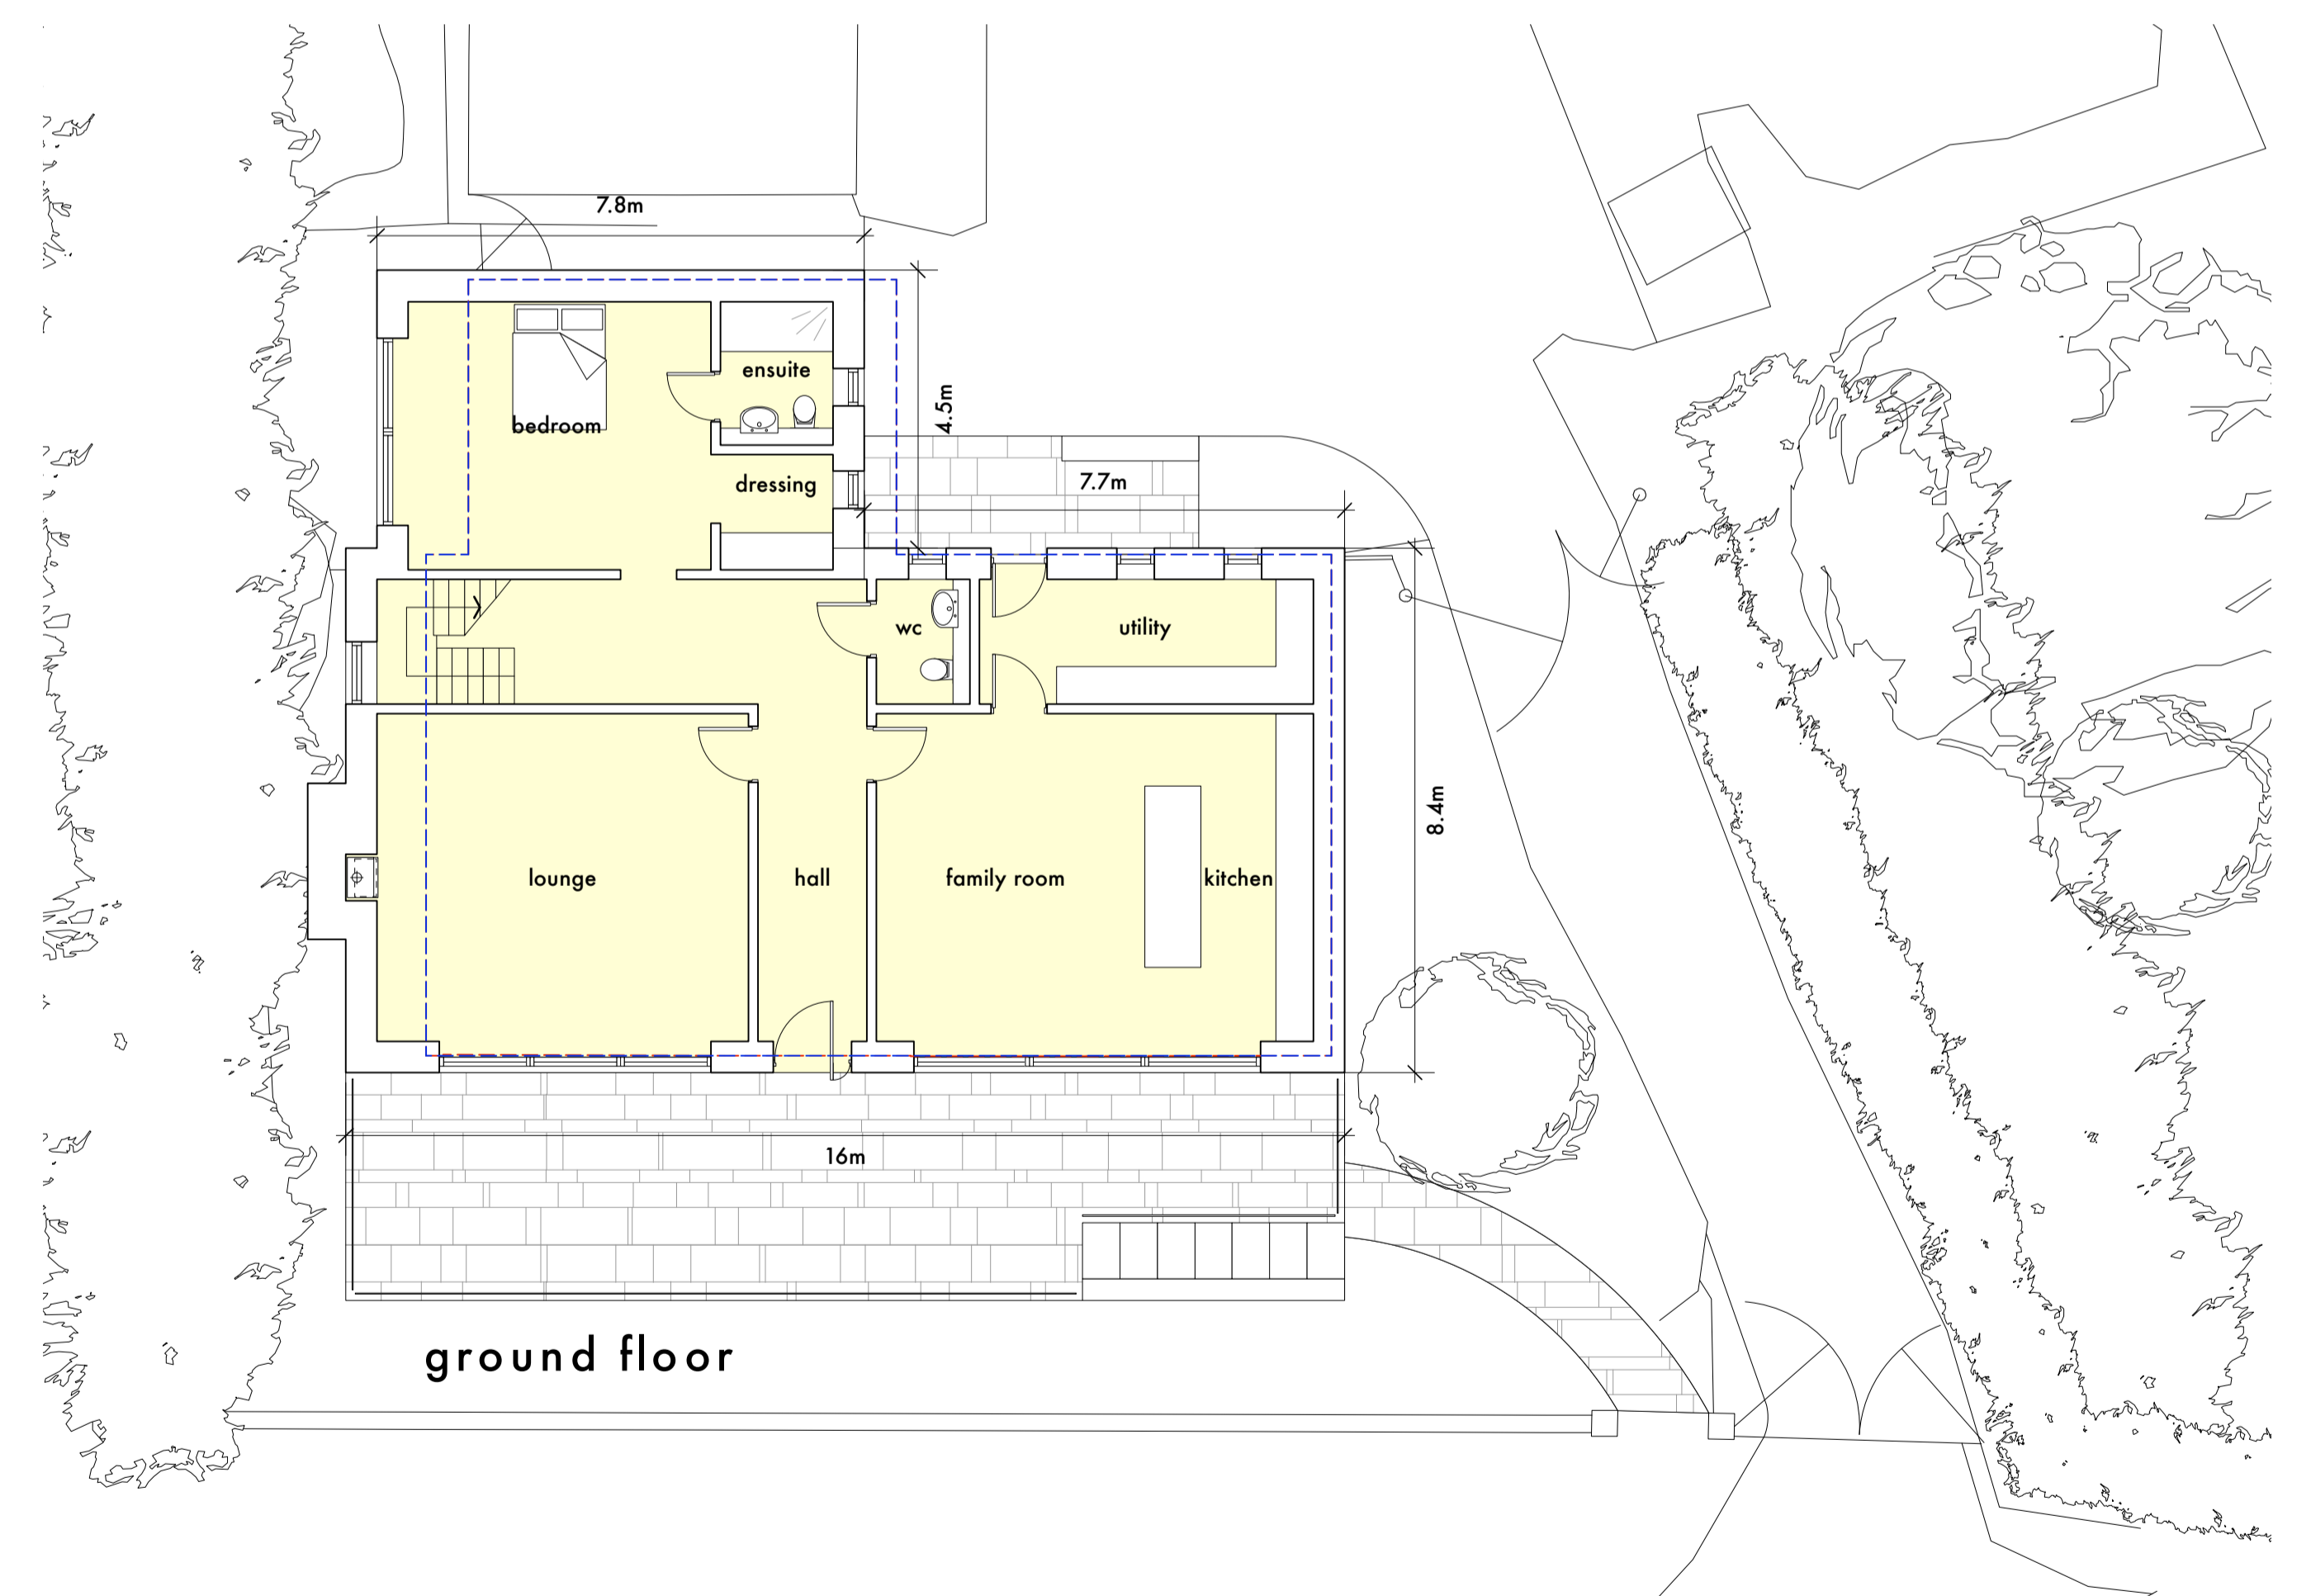 7.8m
ensuite
4.5m
bedroom
dressing
7.7m
wc
utility
8.4m
lounge
hall
family room
kitchen
16m
ground floor